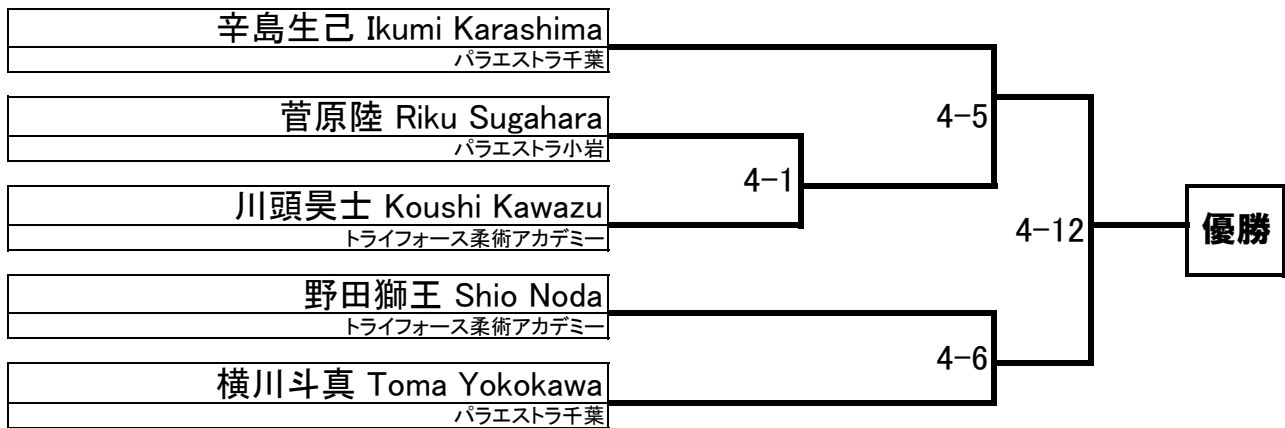 辛島生己 Ikumi Karashima
パラエストラ千葉
菅原陸 Riku Sugahara
パラエストラ小岩
川頭昊士 Koushi Kawazu
トライフォース柔術アカデミー
野田獅王 Shio Noda
トライフォース柔術アカデミー
横川斗真 Toma Yokokawa
パラエストラ千葉
4-1
4-5
4-6
4-12
優勝